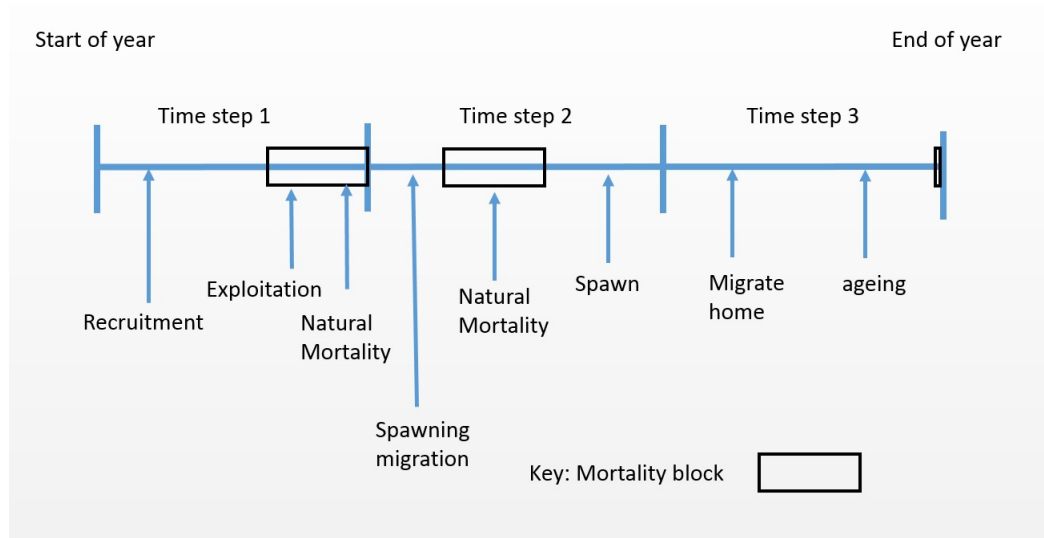 Start of year
End of year
Time step 1
Time step 2
Time step 3
Exploitation
Recruitment
Natural
Mortality
Spawning
migration
Natural
Mortality
Spawn
Migrate
home
ageing
Key: Mortality block